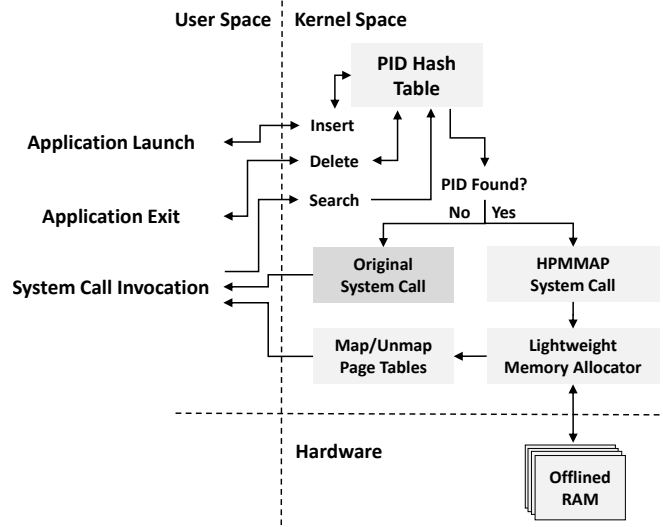 User Space
Kernel Space
PID Hash
Table
Insert
Application Launch
Delete
PID Found?
Search
Application Exit
No
Yes
Original
System Call
HPMMAP
System Call
System Call Invocation
Map/Unmap
Page Tables
Lightweight
Memory Allocator
Hardware
Offlined
RAM